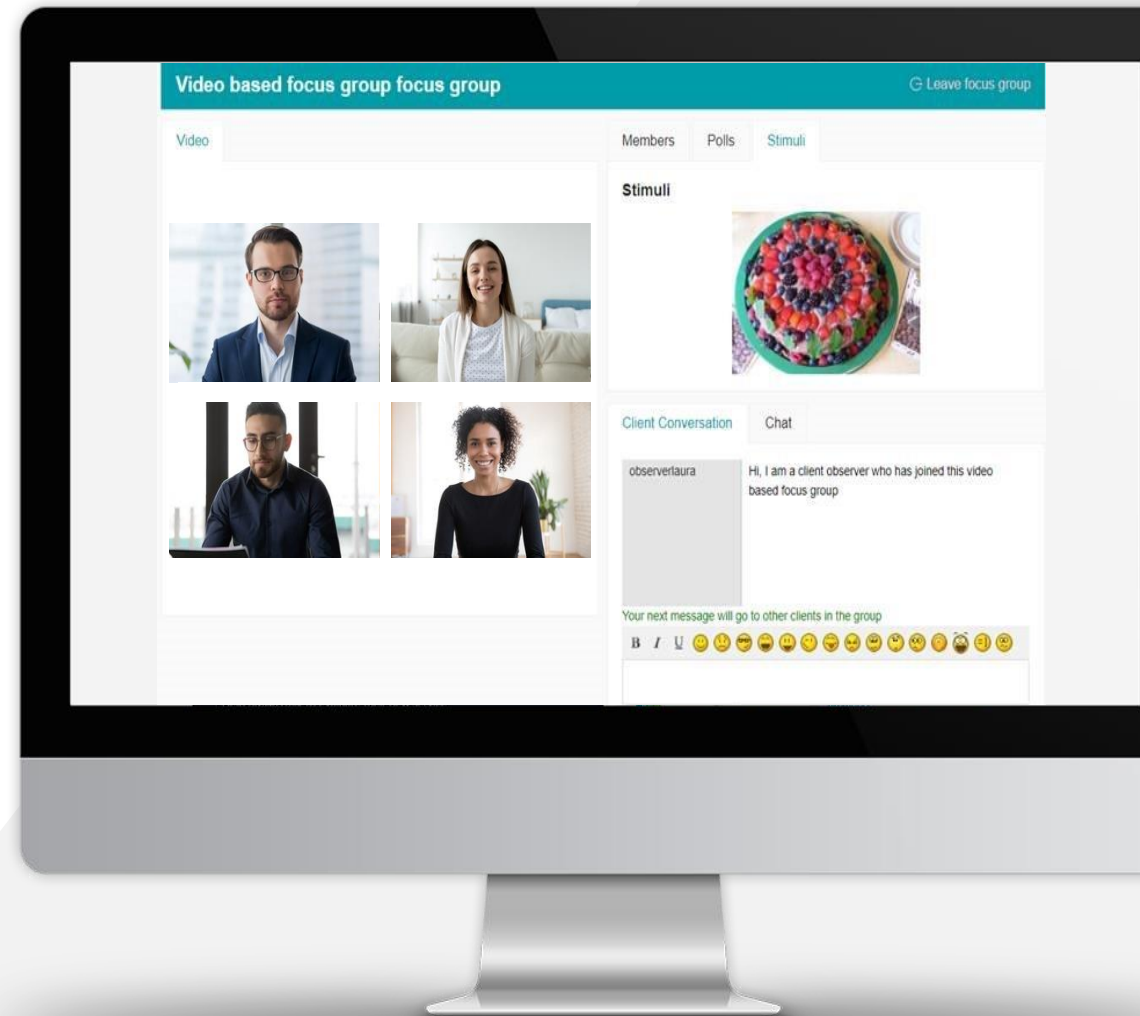 Video based focus group focus group
Leave focus group
Video
Members Polls Stimuli
Stimuli
Client Conversation Chat
observerlaura
Hi, I am a client observer who has joined this video
based focus group
Your next message will go to other clients in the group
B I U